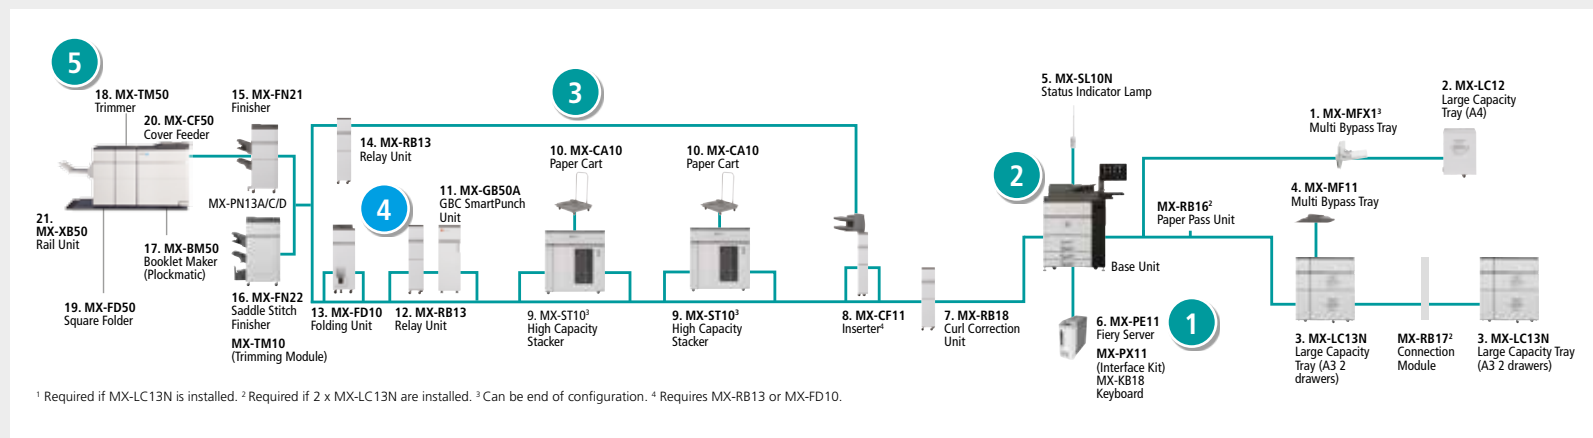 5
18. MX-TM50
Trimmer
20. MX-CF50
Cover Feeder
21.
MX-XB50
Rail Unit
17. MX-BM50
Booklet Maker
(Plockmatic)
19. MX-FD50
Square Folder
15. MX-FN21
Finisher
MX-PN13A/C/D
16. MX-FN22
Saddle Stitch
Finisher
MX-TM10
(Trimming Module)
3
14. MX-RB13
Relay Unit
4
11. MX-GB50A
GBC SmartPunch
Unit
13. MX-FD10
Folding Unit
12. MX-RB13
Relay Unit
10. MX-CA10
Paper Cart
9. MX-ST10³
High Capacity
Stacker
10. MX-CA10
Paper Cart
9. MX-ST10³
High Capacity
Stacker
8. MX-CF11
Inserter⁴
7. MX-RB18
Curl Correction
Unit
5. MX-SL10N
Status Indicator Lamp
2
Base Unit
6. MX-PE11
Fiery Server
MX-PX11
(Interface Kit)
MX-KB18
Keyboard
1
1. MX-MFX1³
Multi Bypass Tray
2. MX-LC12
Large Capacity
Tray (A4)
MX-RB16²
Paper Pass Unit
4. MX-MF11
Multi Bypass Tray
3. MX-LC13N
Large Capacity
Tray (A3 2
drawers)
MX-RB17²
Connection
Module
3. MX-LC13N
Large Capacity Tray
(A3 2 drawers)
¹ Required if MX-LC13N is installed. ² Required if 2 x MX-LC13N are installed. ³ Can be end of configuration. ⁴ Requires MX-RB13 or MX-FD10.